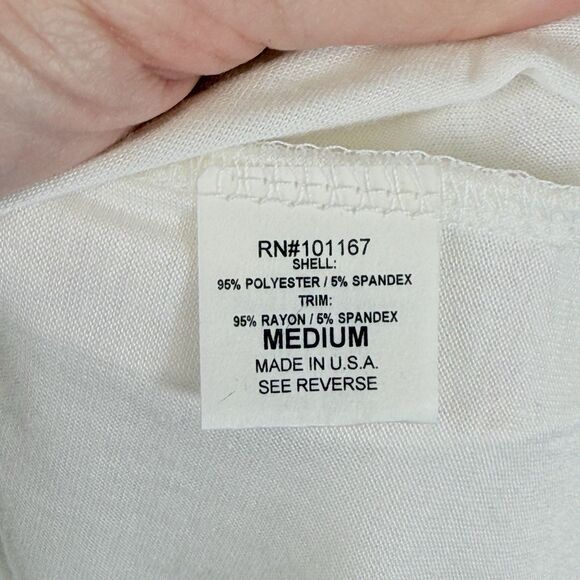 RN#101167
SHELL:
95% POLYESTER / 5% SPANDEX
TRIM:
95% RAYON / 5% SPANDEX
MEDIUM
MADE IN U.S.A.
SEE REVERSE